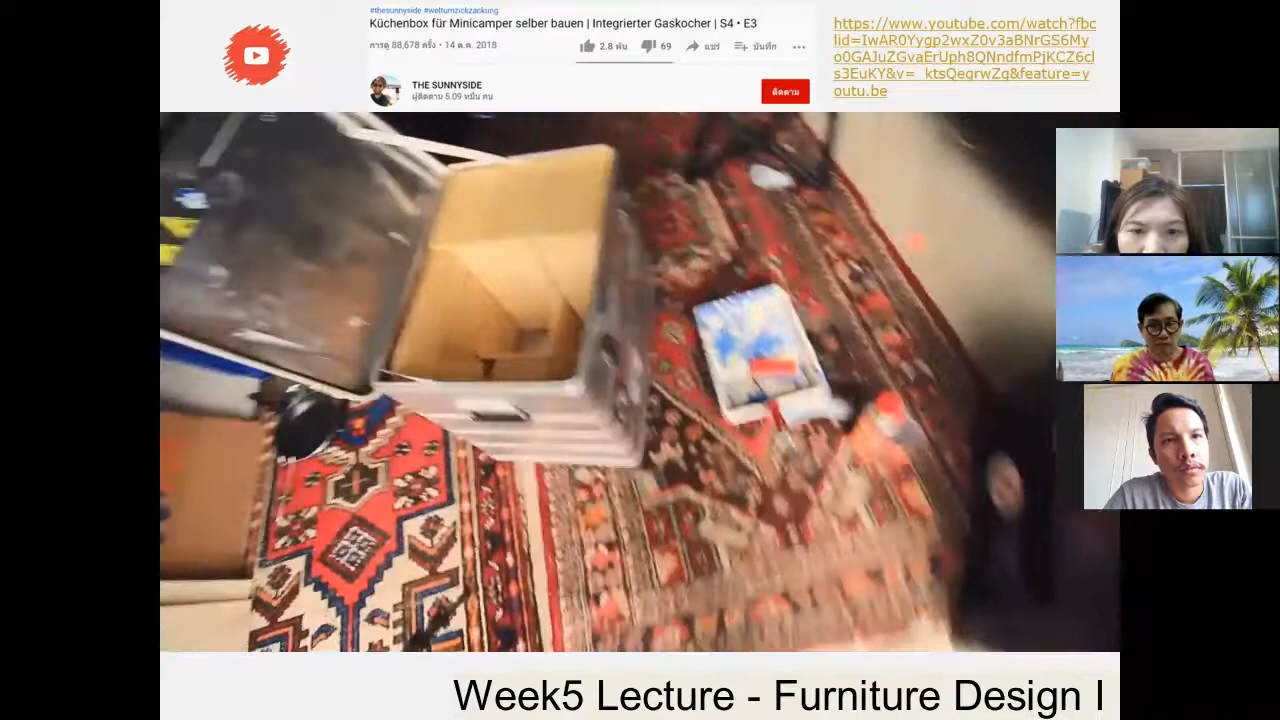 #thesunnyside #weltumzickzackung
Küchenbox für Minicamper selber bauen | Integrierter Gaskocher | S4 • E3
การดู 88,678 ครั้ง • 14 ต.ค. 2018
2.8 พัน
69
แชร์
บันทึก
THE SUNNYSIDE
ผู้ติดตาม 5.09 หมื่น คน
ติดตาม
https://www.youtube.com/watch?fbc
lid=IwAR0Yygp2wxZ0v3aBNrGS6My
o0GAJuZGvaErUph8QNndfmPjKCZ6cl
s3EuKY&v=_ktsQeqrwZq&feature=y
outu.be
Week5 Lecture - Furniture Design I